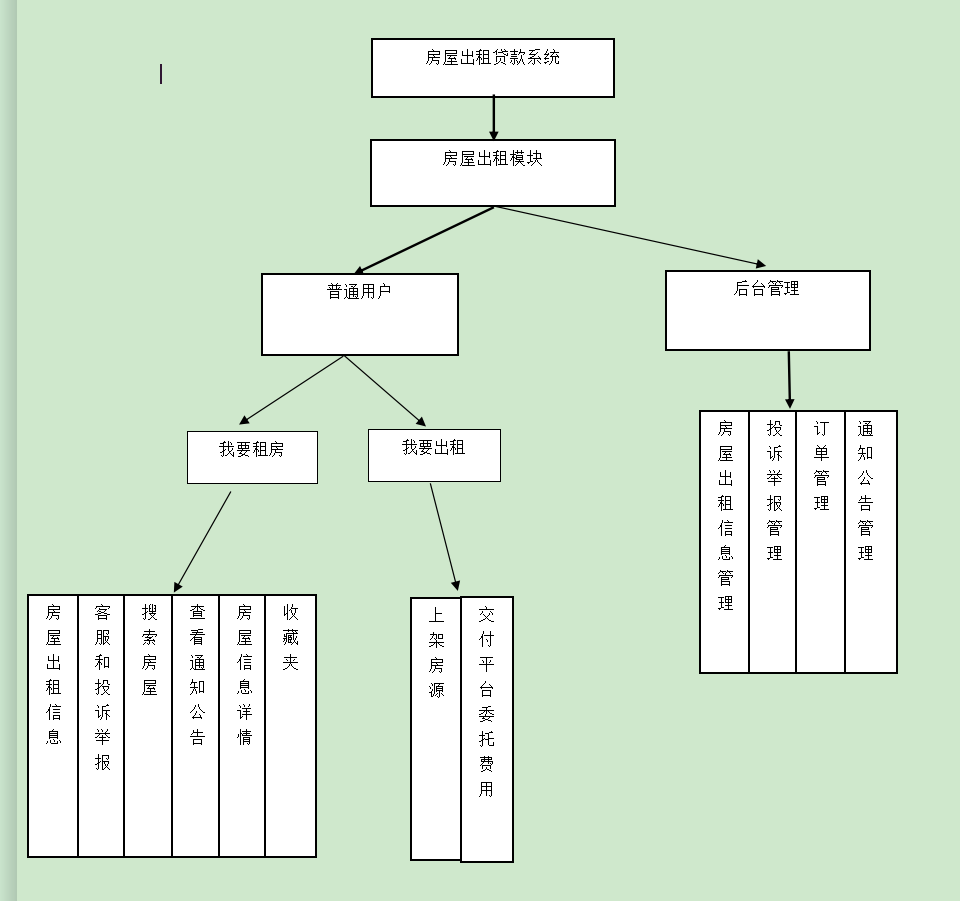 房屋出租贷款系统
房屋出租模块
普通用户
后台管理
我要租房
我要出租
房屋出租信息管理
投诉举报管理
订单管理
通知公告管理
房屋出租信息
客服和投诉举报
搜索房屋
查看通知公告
房屋信息详情
收藏夹
上架房源
交付平台委托费用